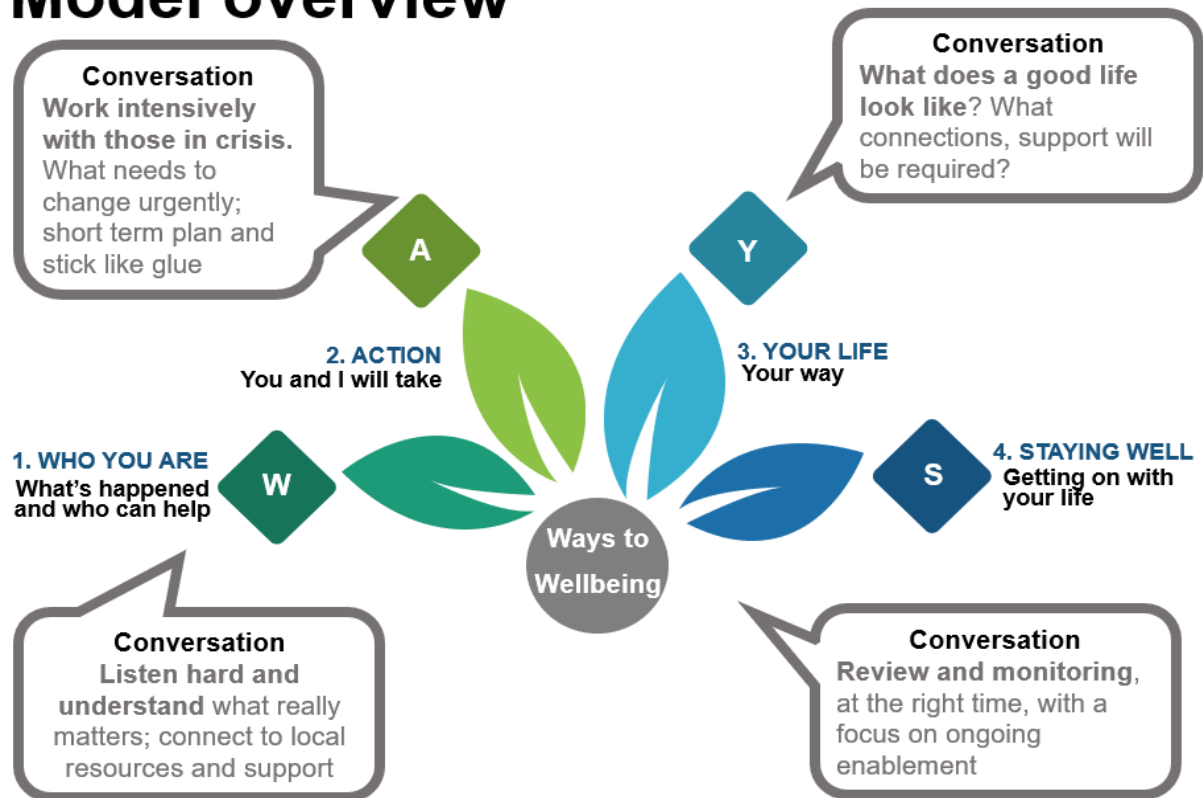 Model overview
Conversation
Work intensively
with those in crisis.
What needs to
change urgently;
short term plan and
stick like glue
Conversation
What does a good life
look like? What
connections, support will
be required?
A
Y
2. ACTION
You and I will take
3. YOUR LIFE
Your way
1. WHO YOU ARE
What's happened
and who can help
W
S
4. STAYING WELL
Getting on with
your life
Ways to
Wellbeing
Conversation
Listen hard and
understand what really
matters; connect to local
resources and support
Conversation
Review and monitoring,
at the right time, with a
focus on ongoing
enablement